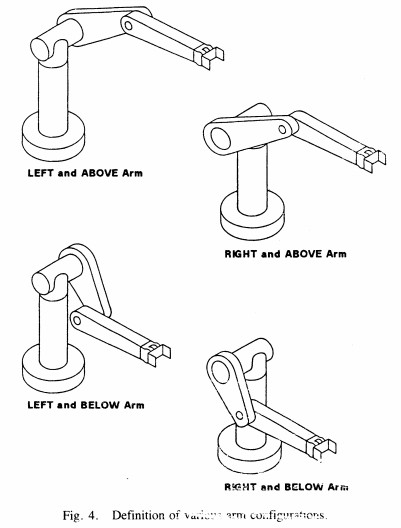 LEFT and ABOVE Arm
RIGHT and ABOVE Arm
LEFT and BELOW Arm
RIGHT and BELOW Arm
Fig. 4. Definition of various arm configurations.